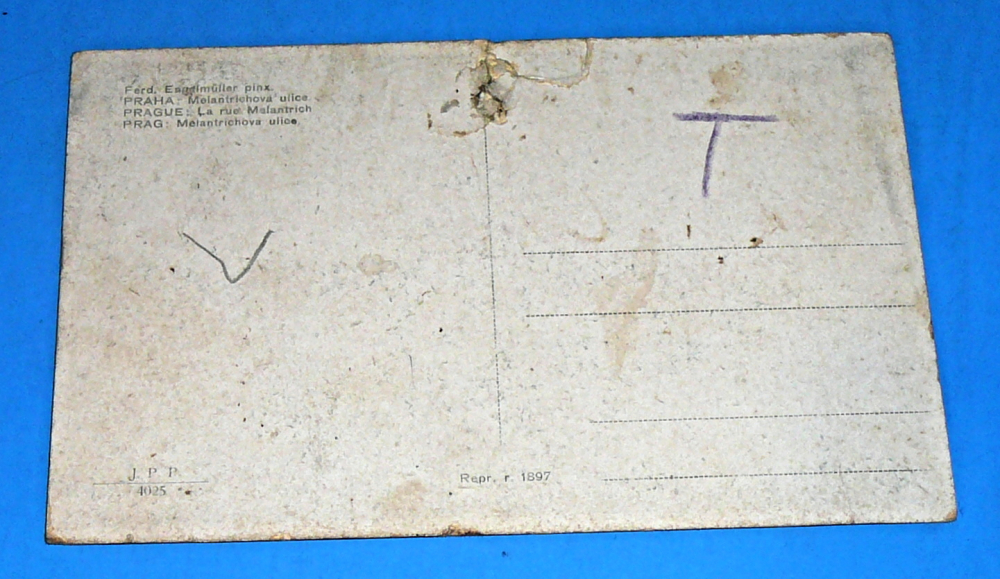 Ferd. Engelmüller pinx.
PRAHA: Melantrichova ulice.
PRAGUE: La rue Melantrich
PRAG: Melantrichova ulice.
T
V
J. P. P.
4025
Repr. r. 1897